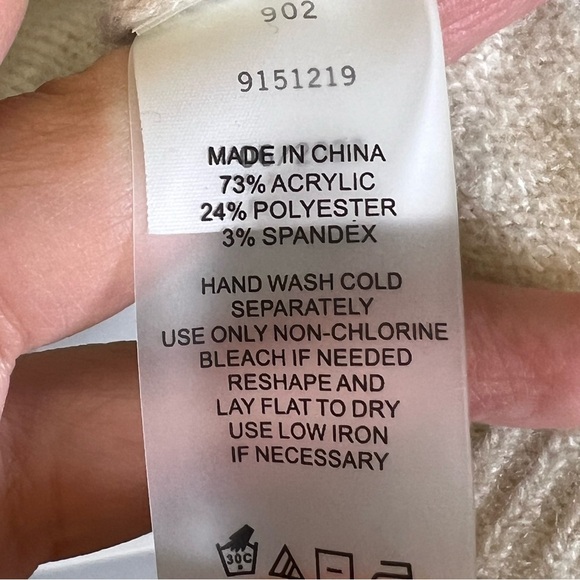 902
9151219
MADE IN CHINA
73% ACRYLIC
24% POLYESTER
3% SPANDEX
HAND WASH COLD
SEPARATELY
USE ONLY NON-CHLORINE
BLEACH IF NEEDED
RESHAPE AND
LAY FLAT TO DRY
USE LOW IRON
IF NECESSARY
30C